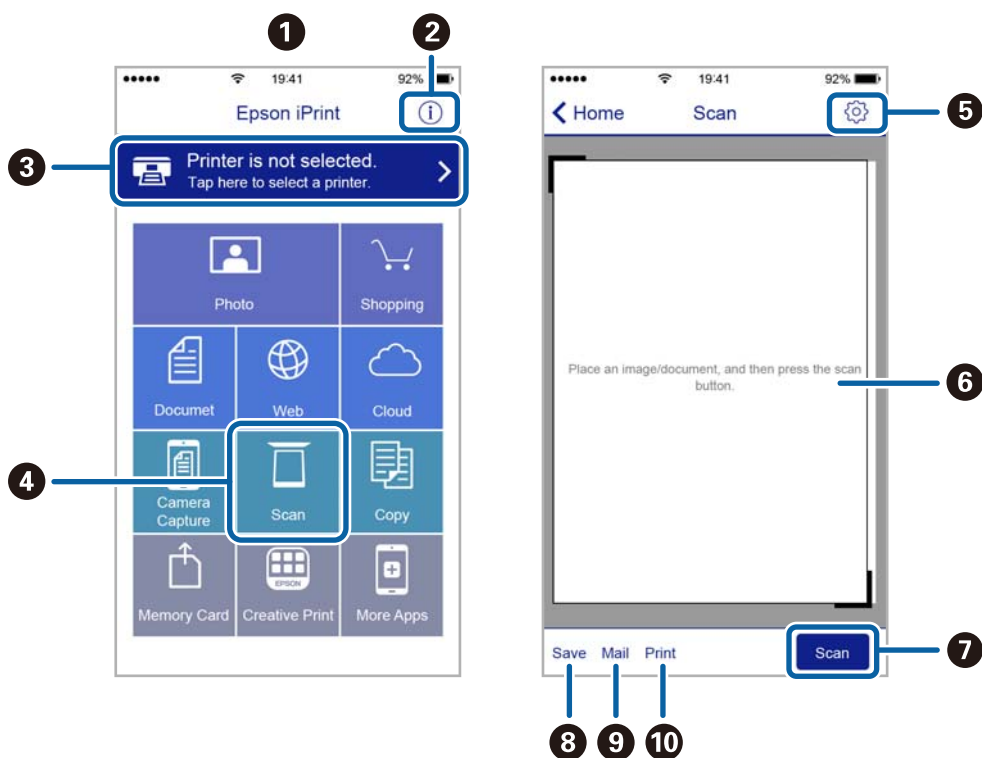 1
2
19:41
92%
Epson iPrint
i
3
Printer is not selected.
Tap here to select a printer.
Photo
Shopping
Documet
Web
Cloud
4
Camera
Capture
Scan
Copy
EPSON
Memory Card
Creative Print
More Apps
19:41
92%
Home
Scan
5
Place an image/document, and then press the scan
button.
6
Save Mail Print
Scan
7
8
9
10